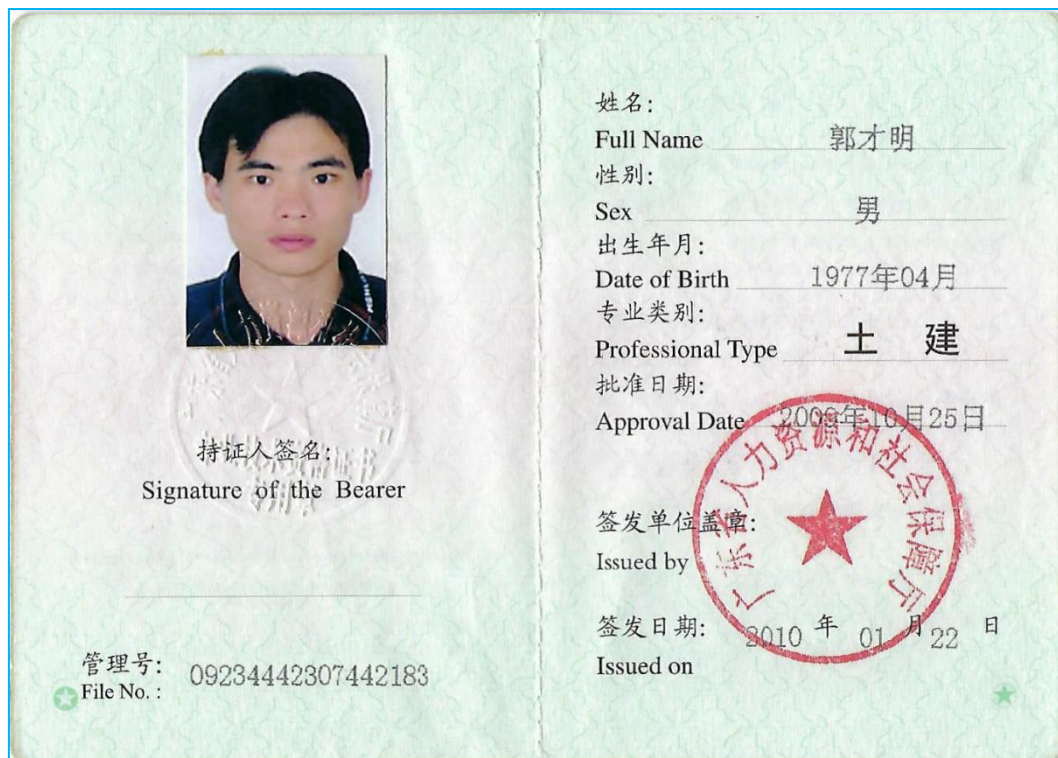 持证人签名:
Signature of the Bearer
管理号:
File No. :
09234442307442183
姓名:
Full Name 郭才明
性别:
Sex 男
出生年月:
Date of Birth 1977年04月
专业类别:
Professional Type 土 建
批准日期:
Approval Date 2009年10月25日
签发单位盖章:
Issued by
广东省人力资源和社会保障厅
签发日期: 2010 年 01 月 22 日
Issued on